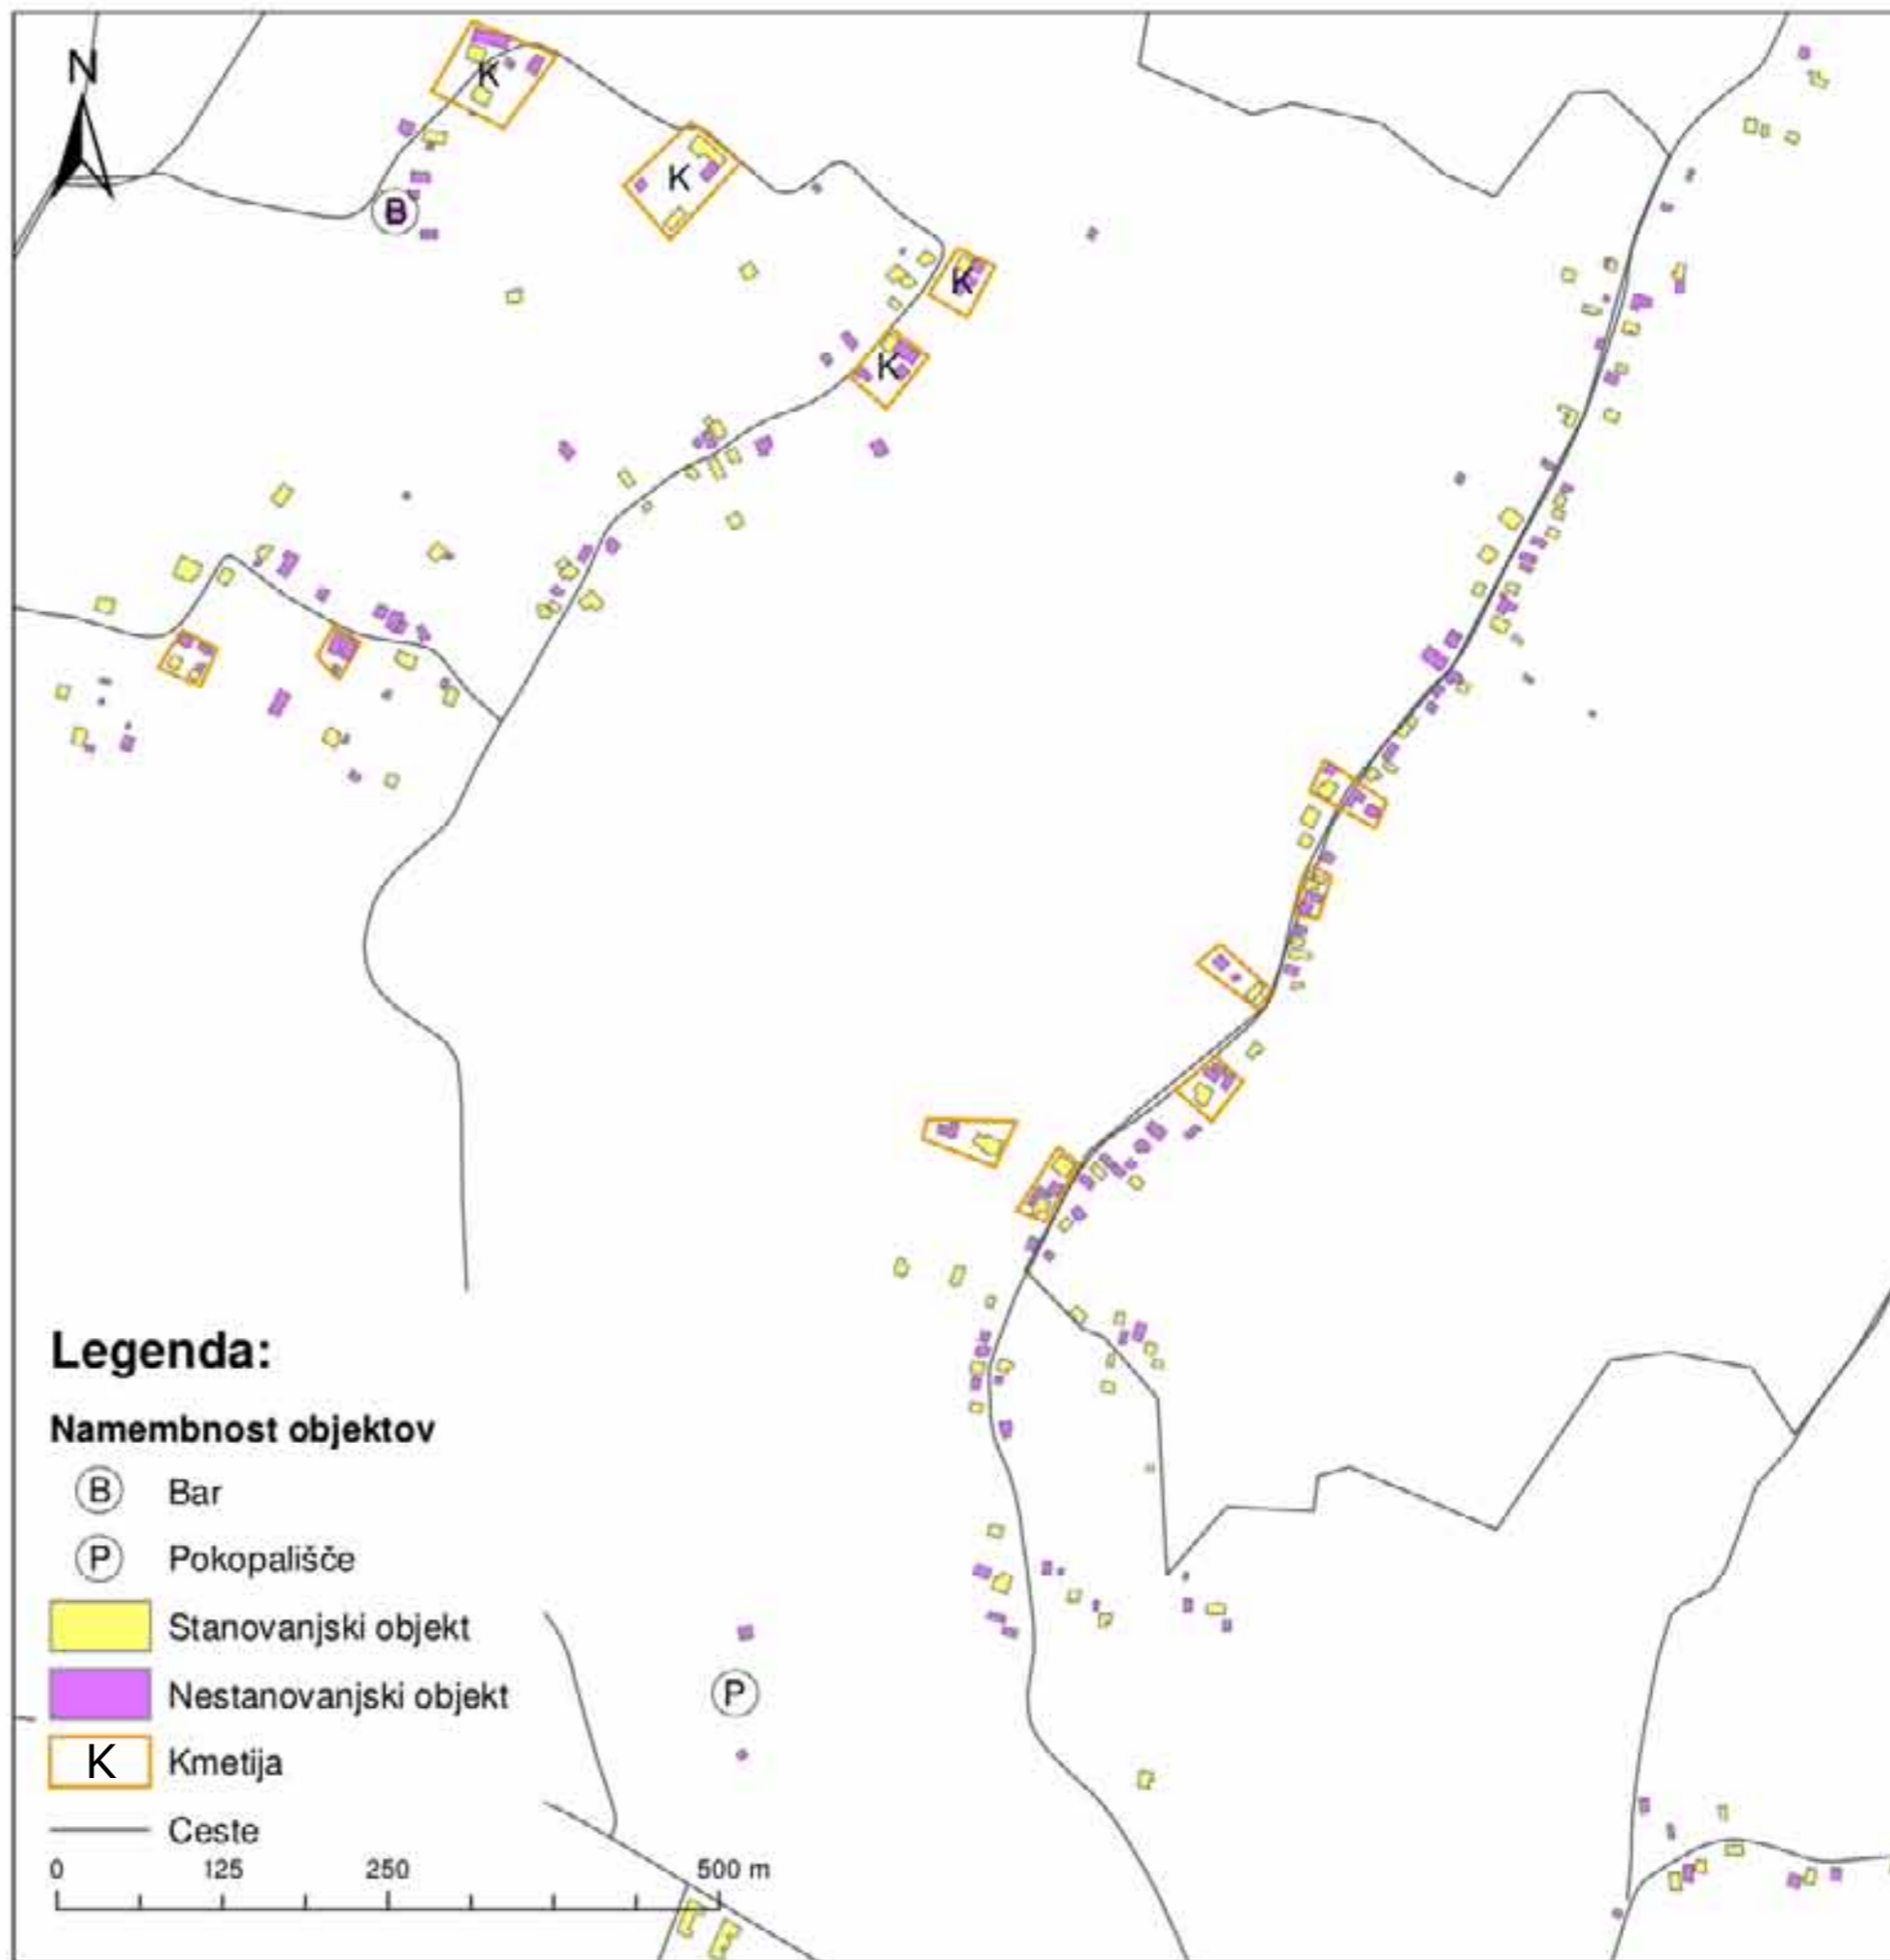 N
K
K
B
K
K
Legenda:
Namembnost objektov
B Bar
P Pokopališče
Stanovanjski objekt
Nestanovanjski objekt
P
K Kmetija
Ceste
0 125 250 500 m